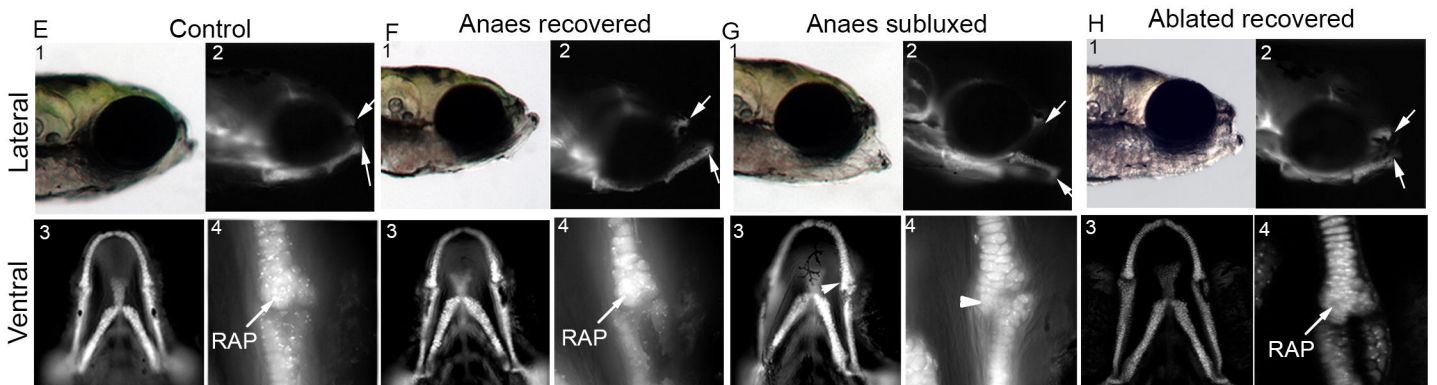 E Control F Anaes recovered G Anaes subluxed H Ablated recovered
1 2 1 2 1 2 1 2
Lateral
3 4 3 4 3 4 3 4
RAP RAP RAP
Ventral